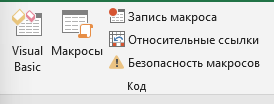 Visual
Basic
Макросы
Запись макроса
Относительные ссылки
Безопасность макросов
Код